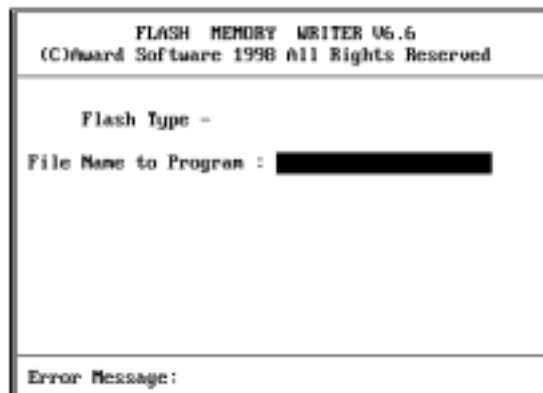 FLASH MEMORY WRITER V6.6
(C)Award Software 1998 All Rights Reserved
Flash Type -
File Name to Program :
Error Message: